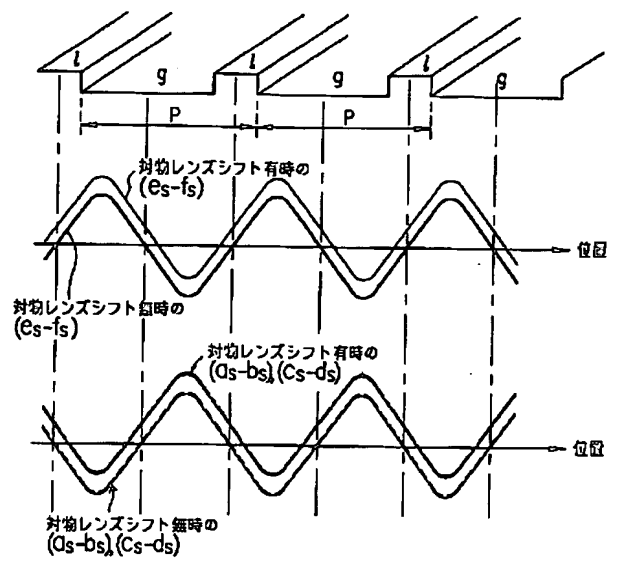 l l l
g g g
P P
対物レンズシフト有時の
(es-fs)
位置
対物レンズシフト無時の
(es-fs)
対物レンズシフト有時の
(as-bs),(cs-ds)
位置
対物レンズシフト無時の
(as-bs),(cs-ds)